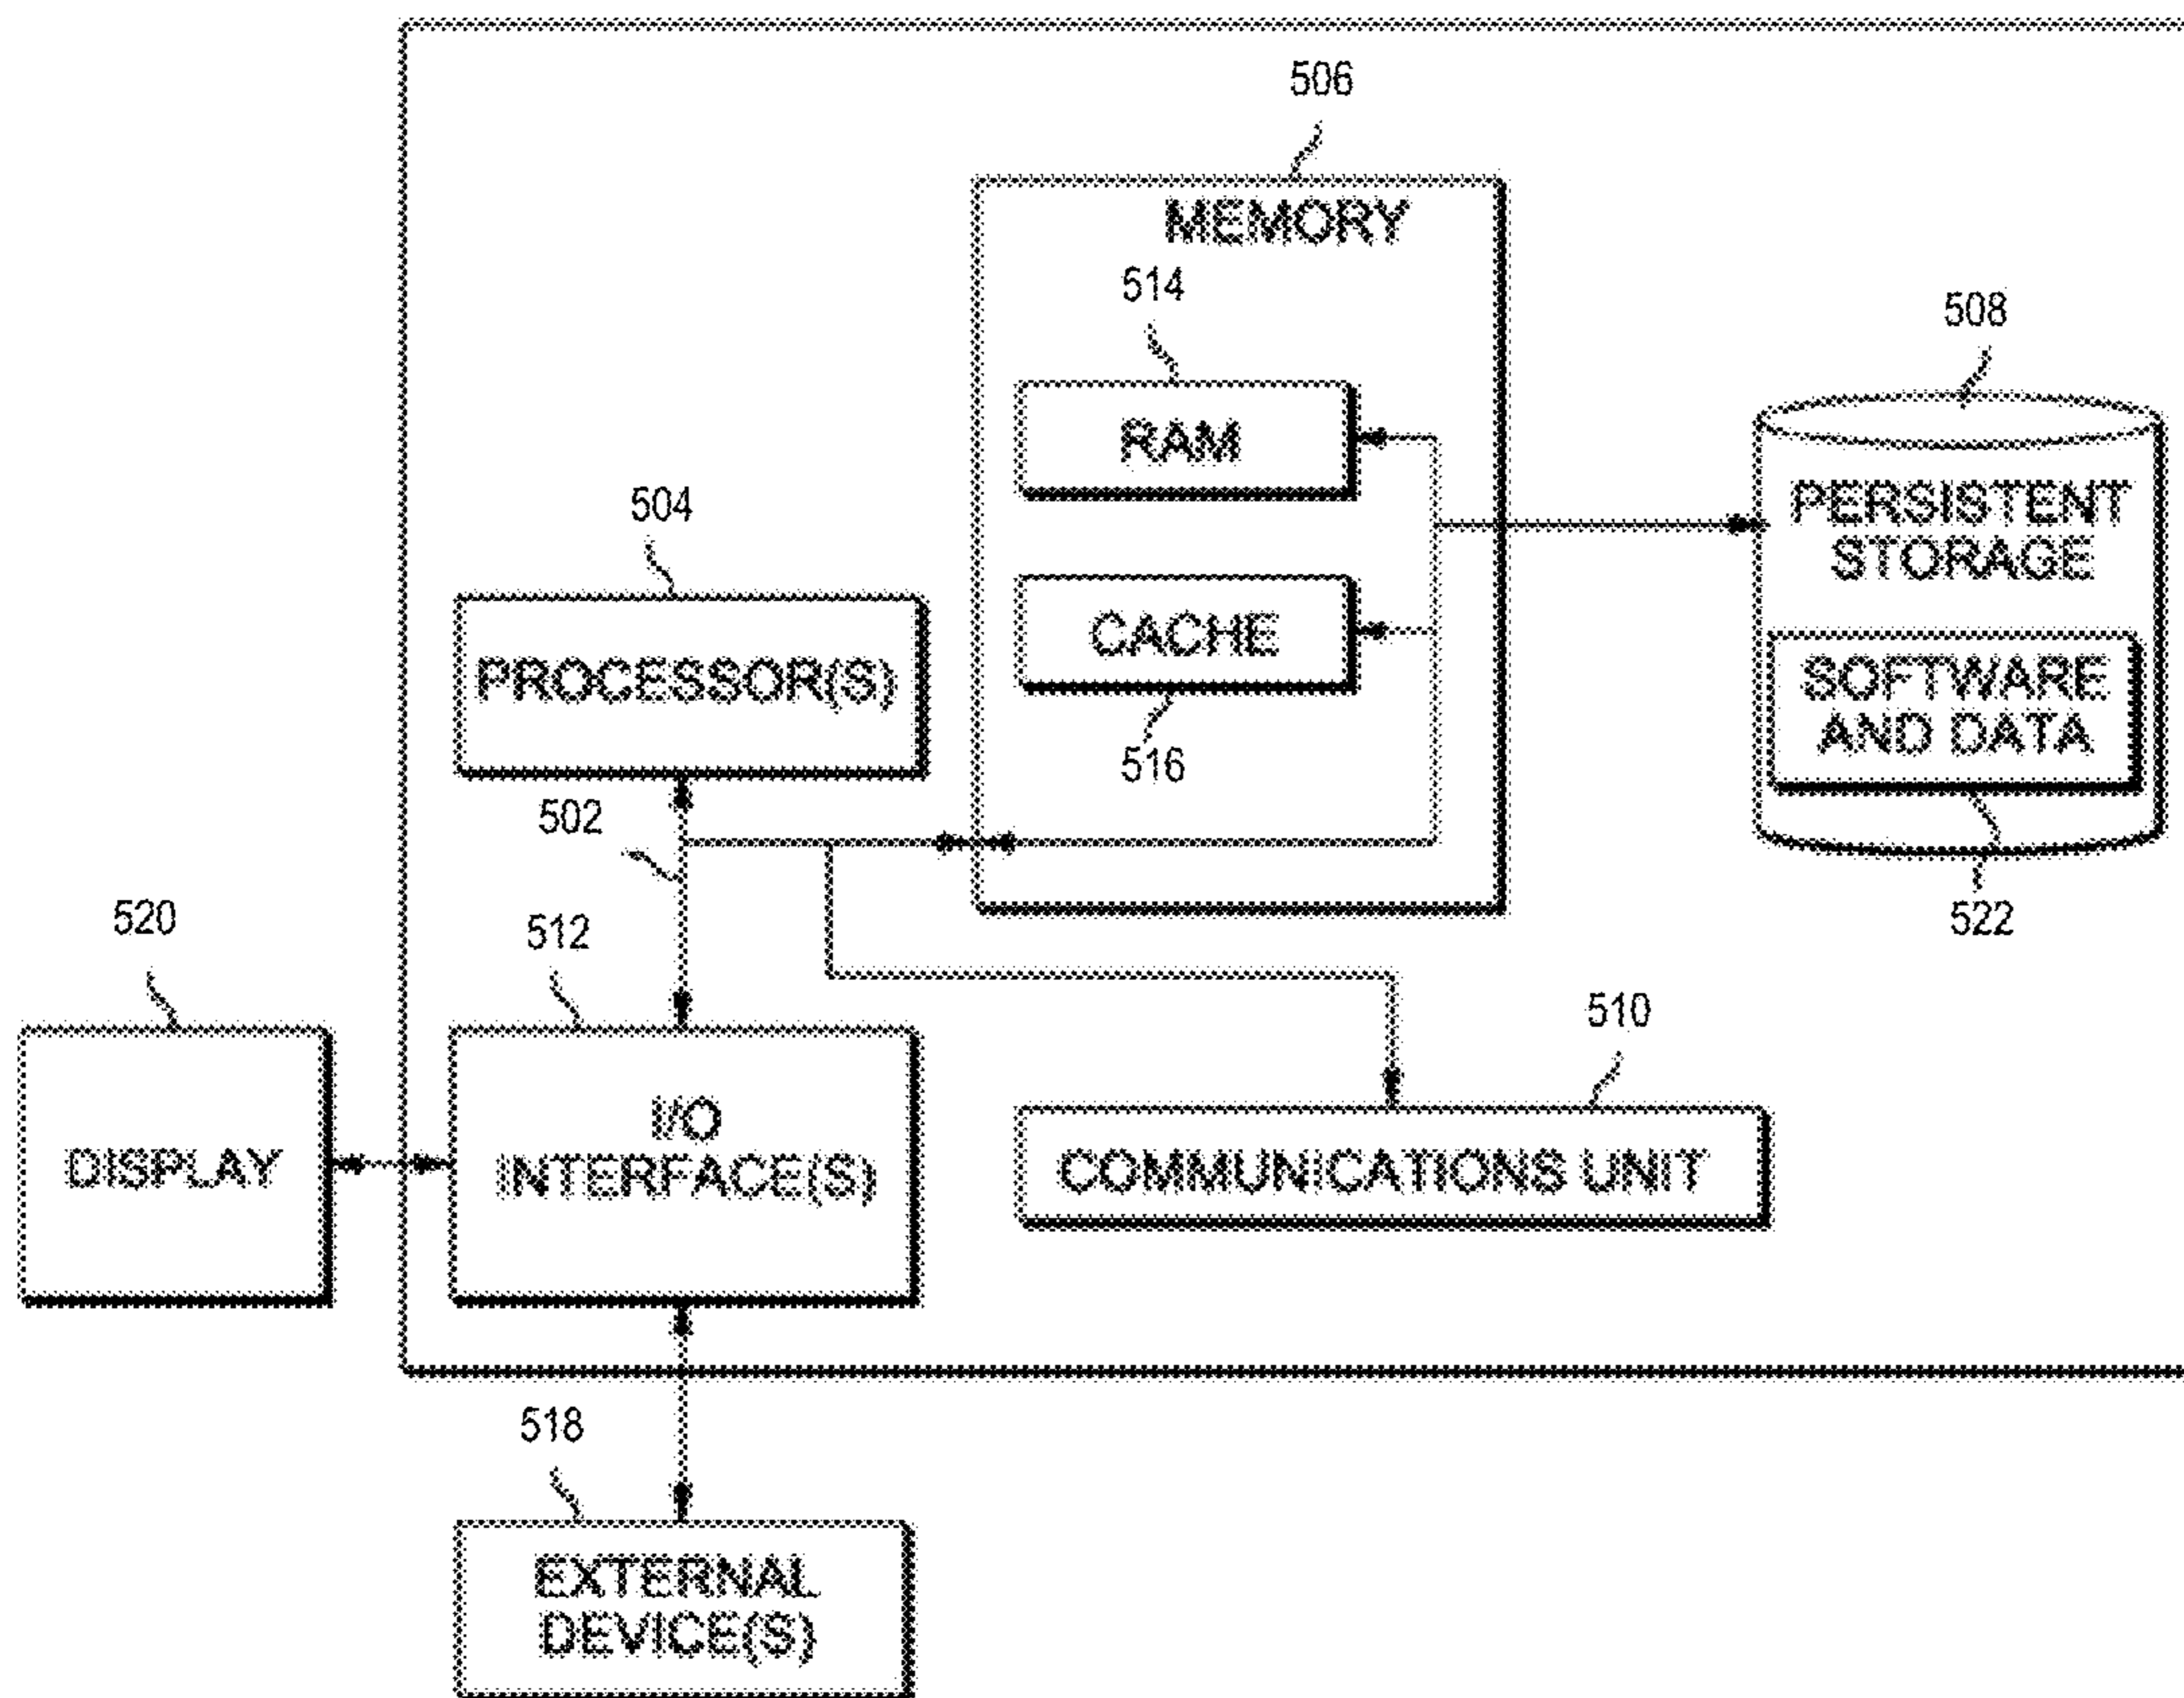 506
MEMORY
514
RAM
508
PERSISTENT
STORAGE
504
PROCESSOR(S)
CACHE
516
SOFTWARE
AND DATA
522
502
520
DISPLAY
512
I/O
INTERFACE(S)
510
COMMUNICATIONS UNIT
518
EXTERNAL
DEVICE(S)